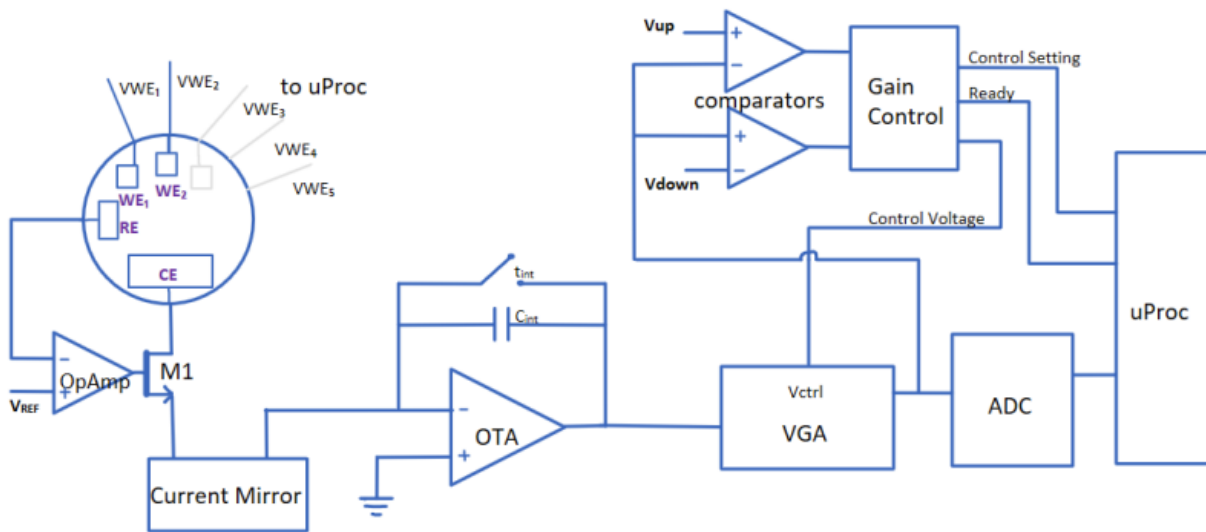 Vup
+
−
comparators
+
−
Vdown
Gain
Control
Control Setting
Ready
Control Voltage
VWE₁
VWE₂
to uProc
VWE₃
VWE₄
VWE₅
WE₁
WE₂
RE
CE
−
OpAmp
+
VREF
M1
Current Mirror
tint
Cint
−
OTA
+
Vctrl
VGA
ADC
uProc